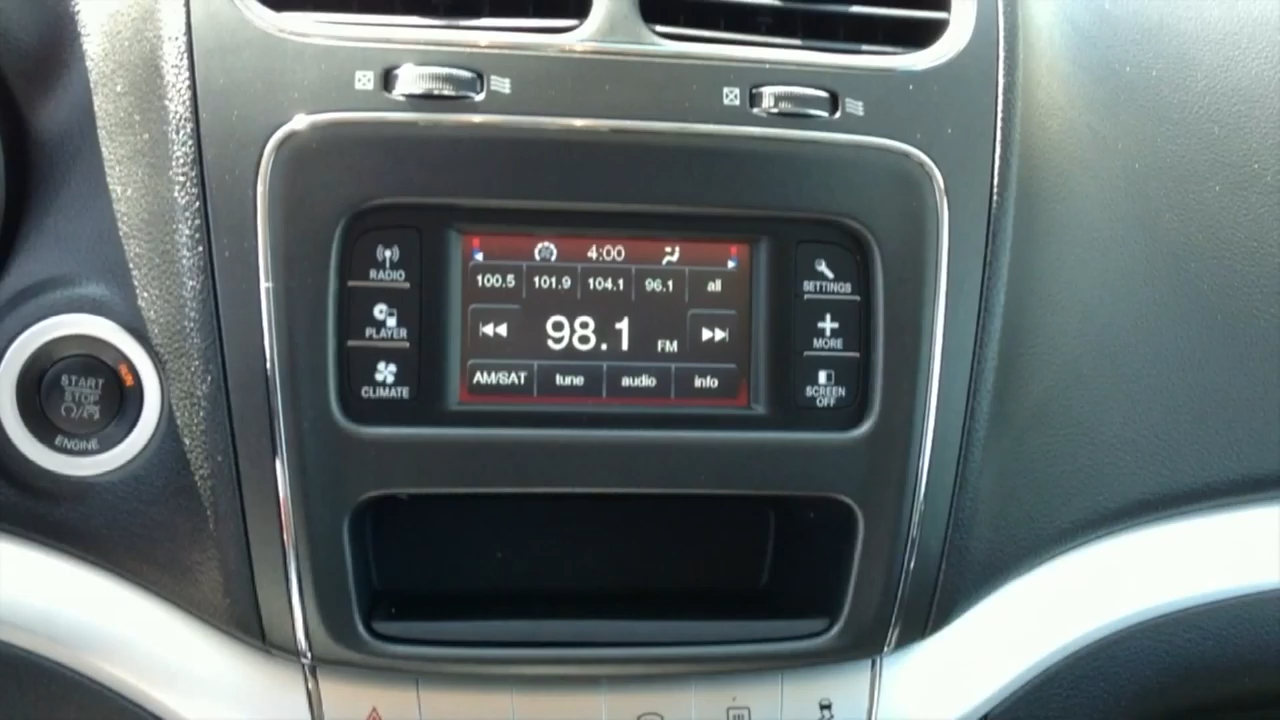 4:00
100.5 101.9 104.1 96.1 all
98.1 FM
AM/SAT tune audio info
RADIO
PLAYER
CLIMATE
SETTINGS
MORE
SCREEN
OFF
START
STOP
RUN
ENGINE